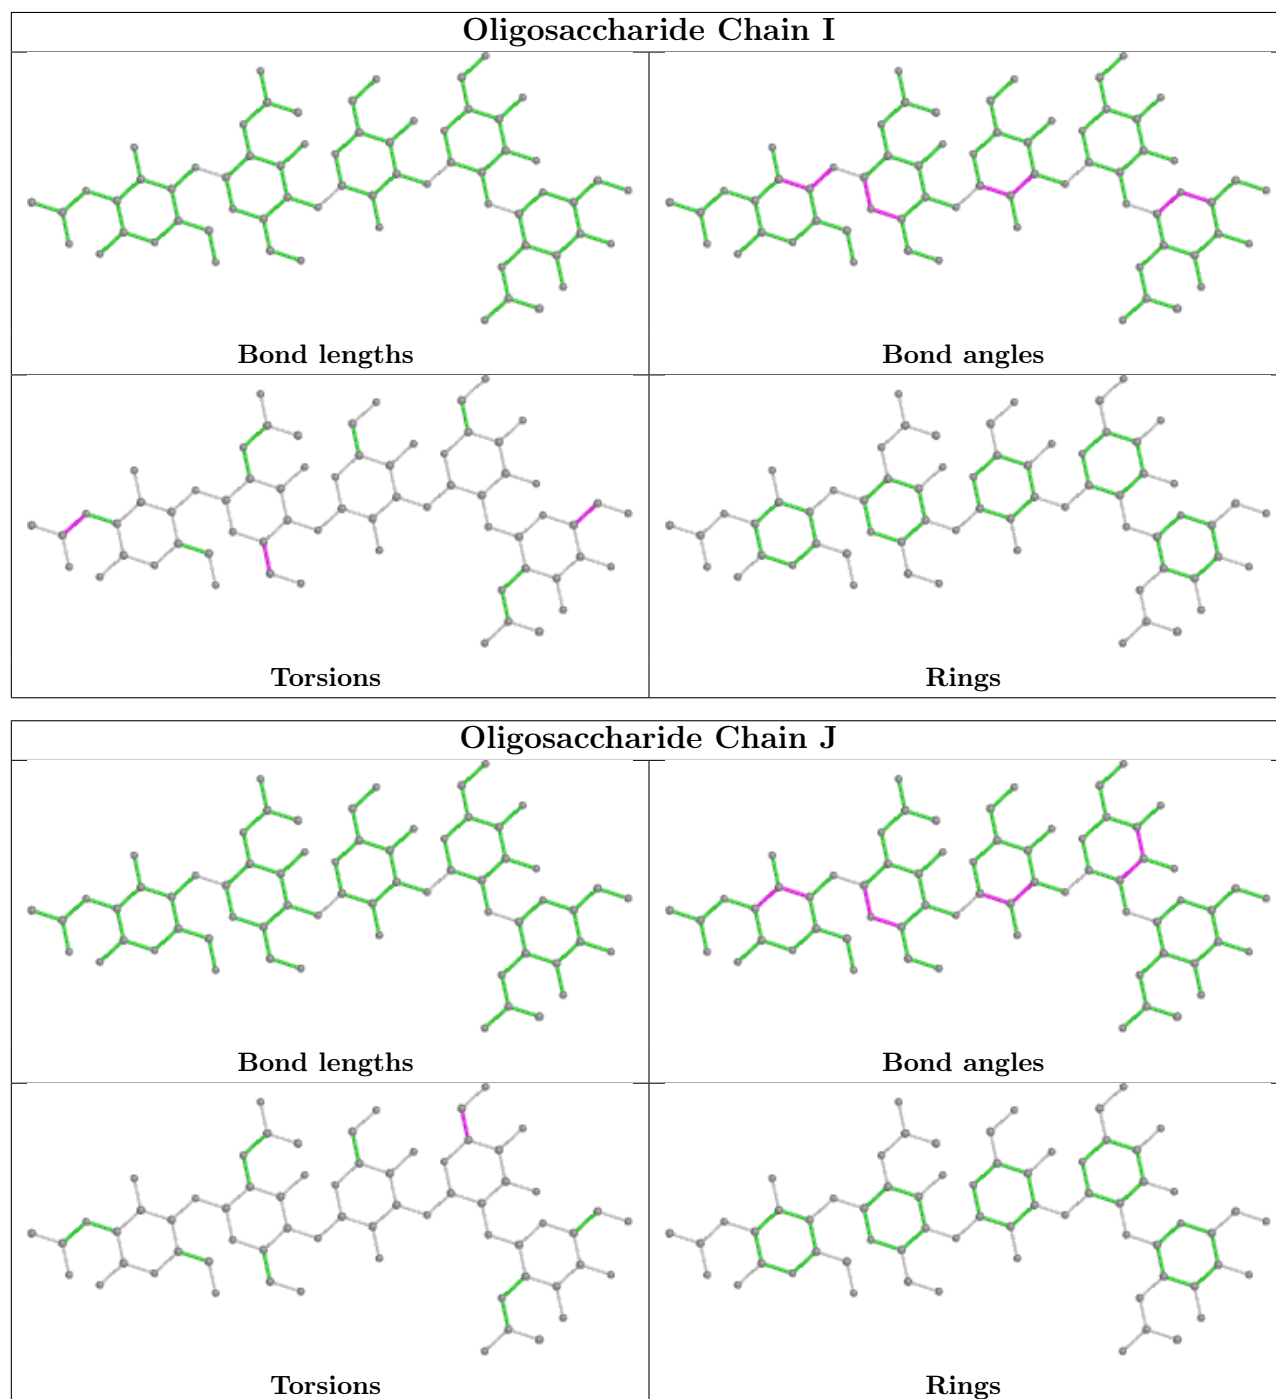 Oligosaccharide Chain I
Bond lengths
Bond angles
Torsions
Rings
Oligosaccharide Chain J
Bond lengths
Bond angles
Torsions
Rings